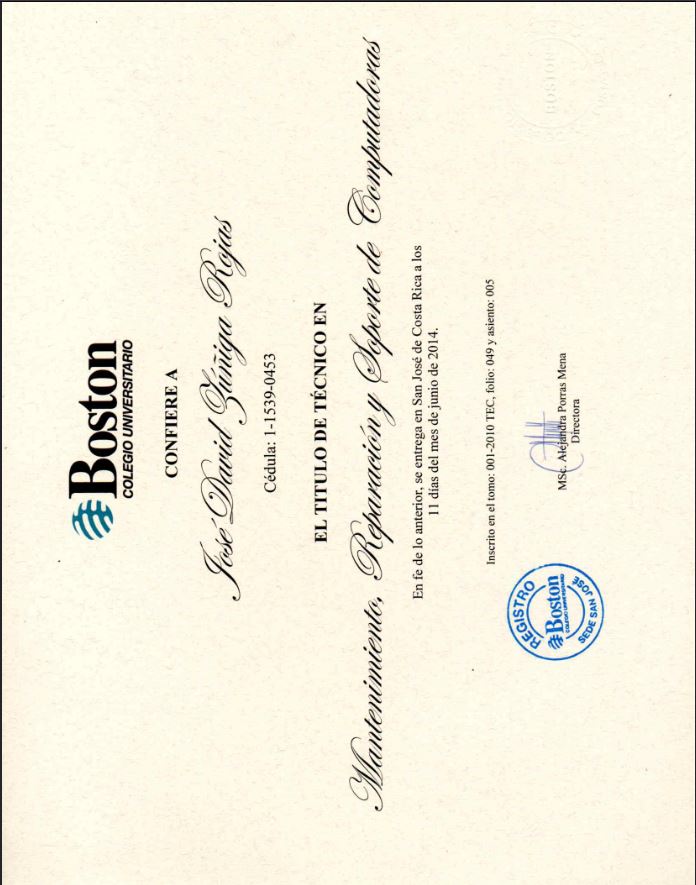 Boston
COLEGIO UNIVERSITARIO
CONFIERE A
José David Zúñiga Rojas
Cédula: 1-1539-0453
EL TITULO DE TÉCNICO EN
Mantenimiento, Reparación y Soporte de Computadoras
En fe de lo anterior, se entrega en San José de Costa Rica a los
11 días del mes de junio de 2014.
Inscrito en el tomo: 001-2010 TEC, folio: 049 y asiento: 005
REGISTRO
Boston
COLEGIO UNIVERSITARIO
SEDE SAN JOSÉ
MSc. Alejandra Porras Mena
Directora
BOSTON